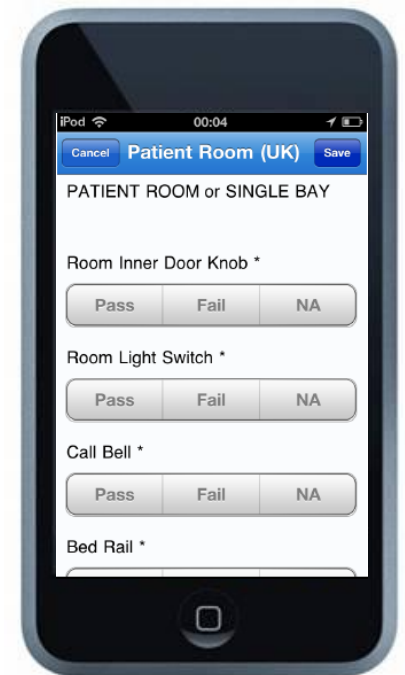 iPod 00:04
Cancel Patient Room (UK) Save
PATIENT ROOM or SINGLE BAY
Room Inner Door Knob *
Pass Fail NA
Room Light Switch *
Pass Fail NA
Call Bell *
Pass Fail NA
Bed Rail *